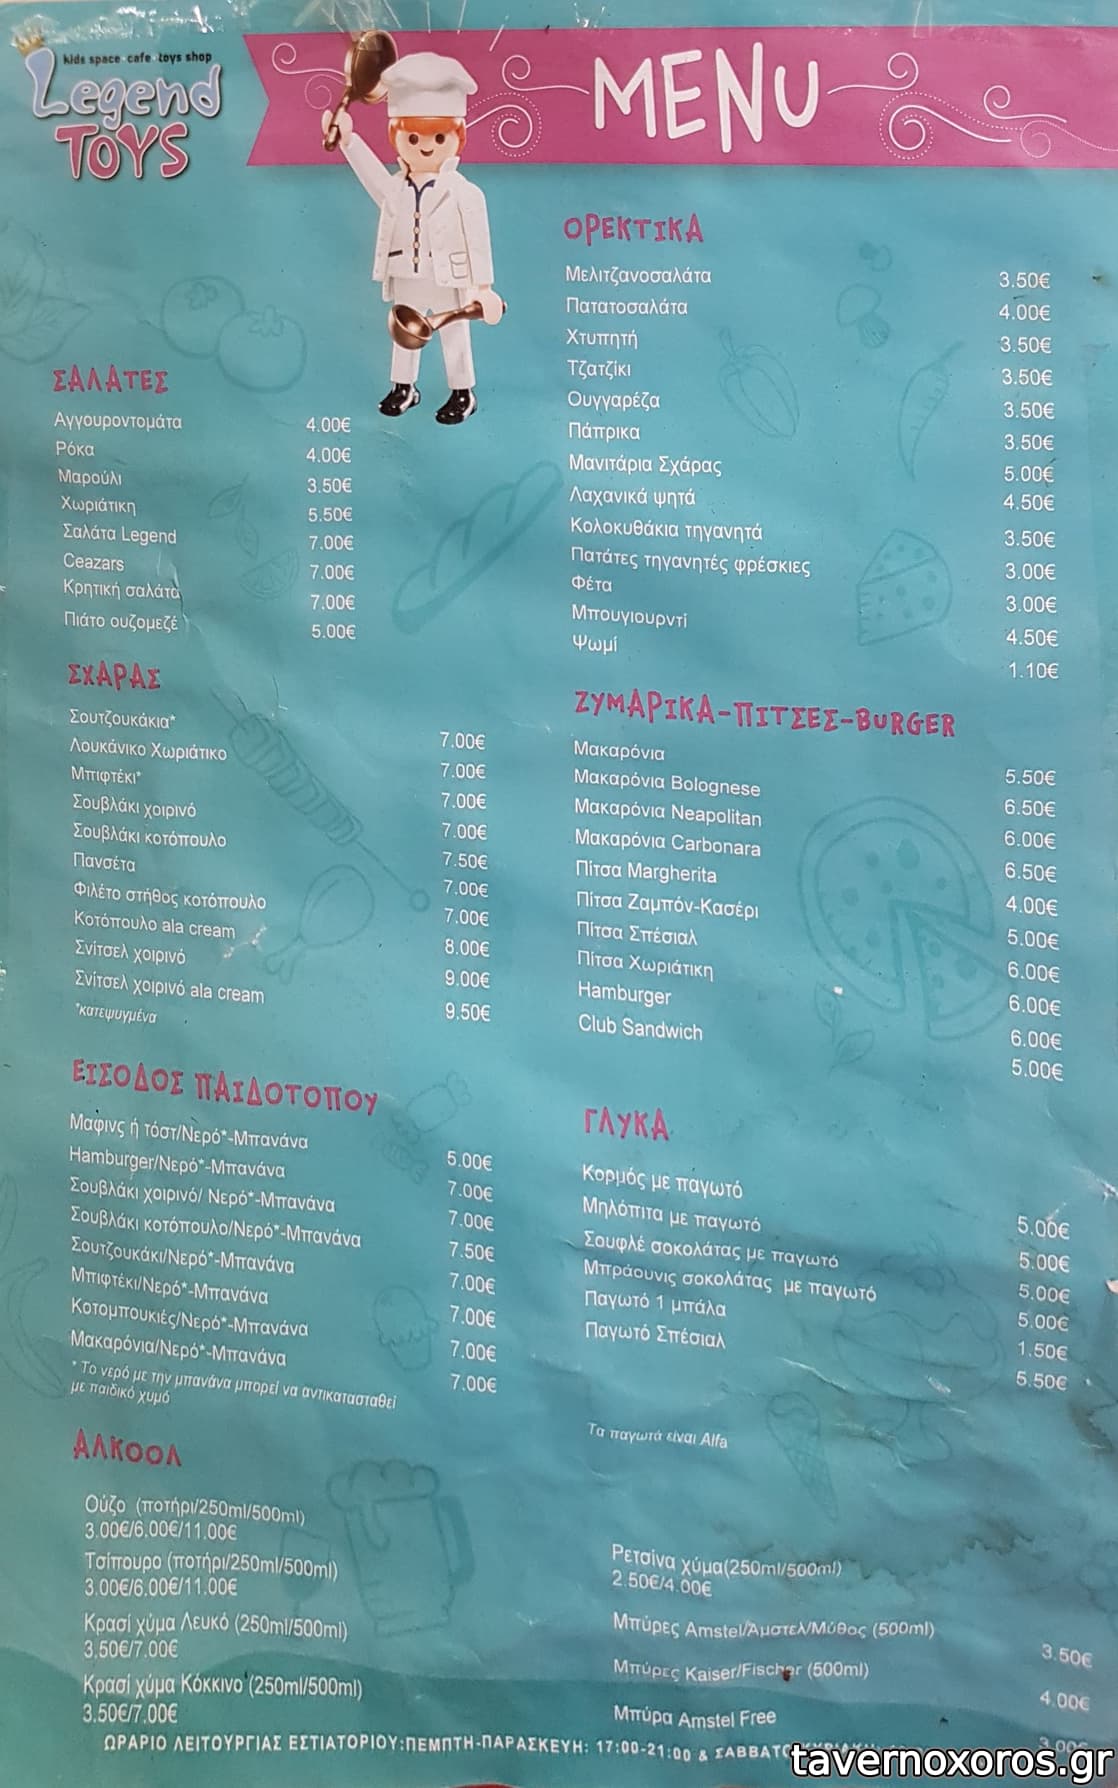 kids space·cafe·toys shop
Legend
TOYS
MENU
ΣΑΛΑΤΕΣ
Αγγουροντομάτα 4.00€
Ρόκα 4.00€
Μαρούλι 3.50€
Χωριάτικη 5.50€
Σαλάτα Legend 7.00€
Ceazars 7.00€
Κρητική σαλάτα 7.00€
Πιάτο ουζομεζέ 5.00€
ΣΧΑΡΑΣ
Σουτζουκάκια* 7.00€
Λουκάνικο Χωριάτικο 7.00€
Μπιφτέκι* 7.00€
Σουβλάκι χοιρινό 7.00€
Σουβλάκι κοτόπουλο 7.50€
Πανσέτα 7.00€
Φιλέτο στήθος κοτόπουλο 7.00€
Κοτόπουλο ala cream 8.00€
Σνίτσελ χοιρινό 9.00€
Σνίτσελ χοιρινό ala cream 9.50€
*κατεψυγμένα
ΕΙΣΟΔΟΣ ΠΑΙΔΟΤΟΠΟΥ
Μαφινς ή τόστ/Νερό*-Μπανάνα 5.00€
Hamburger/Νερό*-Μπανάνα 7.00€
Σουβλάκι χοιρινό/ Νερό*-Μπανάνα 7.00€
Σουβλάκι κοτόπουλο/Νερό*-Μπανάνα 7.50€
Σουτζουκάκι/Νερό*-Μπανάνα 7.00€
Μπιφτέκι/Νερό*-Μπανάνα 7.00€
Κοτομπουκιές/Νερό*-Μπανάνα 7.00€
Μακαρόνια/Νερό*-Μπανάνα 7.00€
* Το νερό με την μπανάνα μπορεί να αντικατασταθεί
με παιδικό χυμό
ΑΛΚΟΟΛ
Ούζο (ποτήρι/250ml/500ml)
3.00€/6.00€/11.00€
Τσίπουρο (ποτήρι/250ml/500ml)
3.00€/6.00€/11.00€
Κρασί χύμα Λευκό (250ml/500ml)
3.50€/7.00€
Κρασί χύμα Κόκκινο (250ml/500ml)
3.50€/7.00€
ΟΡΕΚΤΙΚΑ
Μελιτζανοσαλάτα 3.50€
Πατατοσαλάτα 4.00€
Χτυπητή 3.50€
Τζατζίκι 3.50€
Ουγγαρέζα 3.50€
Πάπρικα 3.50€
Μανιτάρια Σχάρας 5.00€
Λαχανικά ψητά 4.50€
Κολοκυθάκια τηγανητά 3.50€
Πατάτες τηγανητές φρέσκιες 3.00€
Φέτα 3.00€
Μπουγιουρντί 4.50€
Ψωμί 1.10€
ΖΥΜΑΡΙΚΑ-ΠΙΤΣΕΣ-BURGER
Μακαρόνια 5.50€
Μακαρόνια Bolognese 6.50€
Μακαρόνια Neapolitan 6.00€
Μακαρόνια Carbonara 6.50€
Πίτσα Margherita 4.00€
Πίτσα Ζαμπόν-Κασέρι 5.00€
Πίτσα Σπέσιαλ 6.00€
Πίτσα Χωριάτικη 6.00€
Hamburger 6.00€
Club Sandwich 5.00€
ΓΛΥΚΑ
Κορμός με παγωτό 5.00€
Μηλόπιτα με παγωτό 5.00€
Σουφλέ σοκολάτας με παγωτό 5.00€
Μπράουνις σοκολάτας με παγωτό 5.00€
Παγωτό 1 μπάλα 1.50€
Παγωτό Σπέσιαλ 5.50€
Τα παγωτά είναι Alfa
Ρετσίνα χύμα(250ml/500ml)
2.50€/4.00€
Μπύρες Amstel/Αμστελ/Μύθος (500ml) 3.50€
Μπύρες Kaiser/Fischer (500ml) 4.00€
Μπύρα Amstel Free 3.00€
ΩΡΑΡΙΟ ΛΕΙΤΟΥΡΓΙΑΣ ΕΣΤΙΑΤΟΡΙΟΥ:ΠΕΜΠΤΗ-ΠΑΡΑΣΚΕΥΗ: 17:00-21:00 &
tavernoxoros.gr